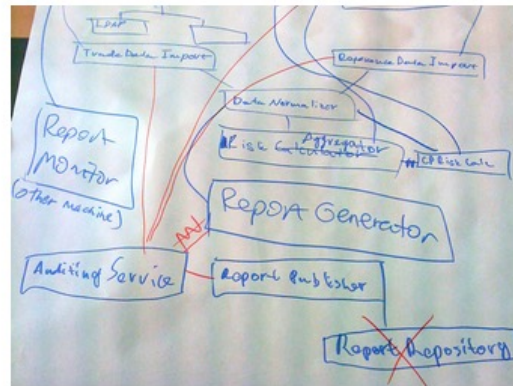 LDAP
Trade Data Import
Reference Data Import
Data Normalizer
Aggregator
Risk Calculator
CP Risk Calc
Report
Monitor
(other machine)
Report Generator
Auditing Service
Report Publisher
Report Repository